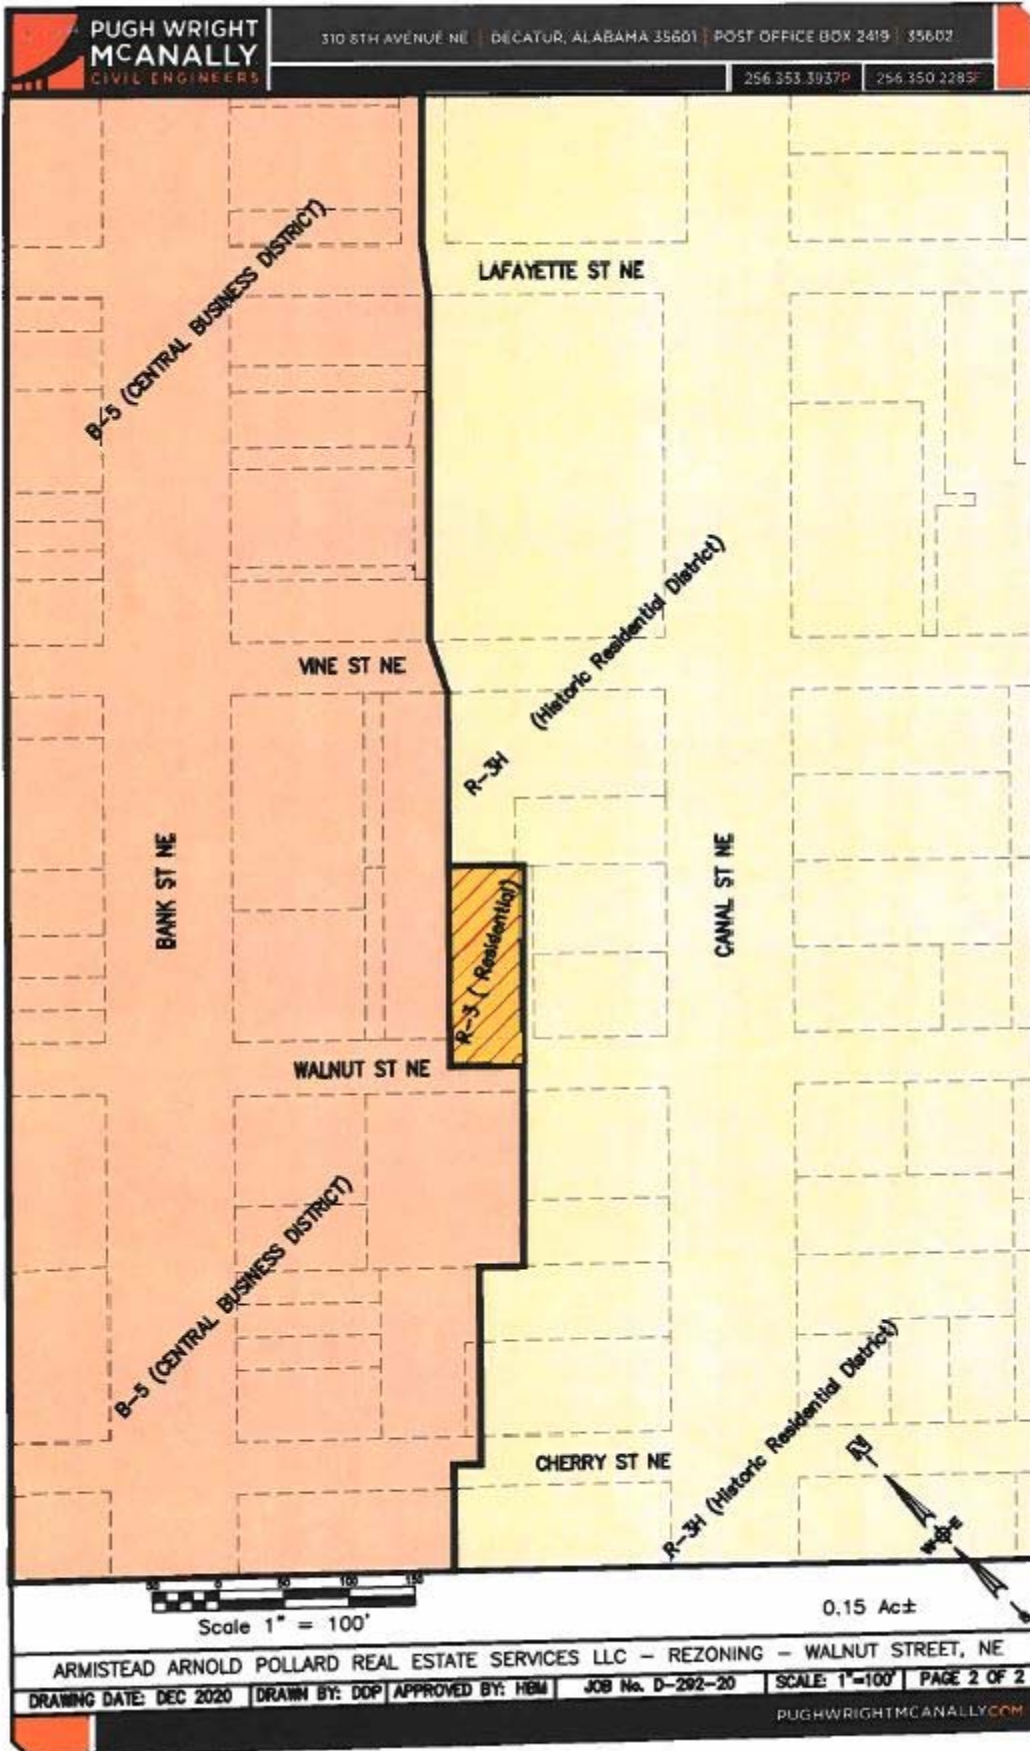 PUGH WRIGHT
MCANALLY
CIVIL ENGINEERS
310 8TH AVENUE NE | DECATUR, ALABAMA 35601 | POST OFFICE BOX 2419 | 35602
256.353.3937P | 256.350.2285F
B-5 (CENTRAL BUSINESS DISTRICT)
LAFAYETTE ST NE
VINE ST NE
R-3H (Historic Residential District)
BANK ST NE
CANAL ST NE
R-3 ( Residential)
WALNUT ST NE
B-5 (CENTRAL BUSINESS DISTRICT)
CHERRY ST NE
R-3H (Historic Residential District)
N
W E
50 0 50 100 150
Scale 1" = 100'
0.15 Ac±
ARMISTEAD ARNOLD POLLARD REAL ESTATE SERVICES LLC - REZONING - WALNUT STREET, NE
DRAWING DATE: DEC 2020 DRAWN BY: DDP APPROVED BY: HBM JOB No. D-292-20 SCALE: 1"=100' PAGE 2 OF 2
PUGHWRIGHTMCANALLY.COM